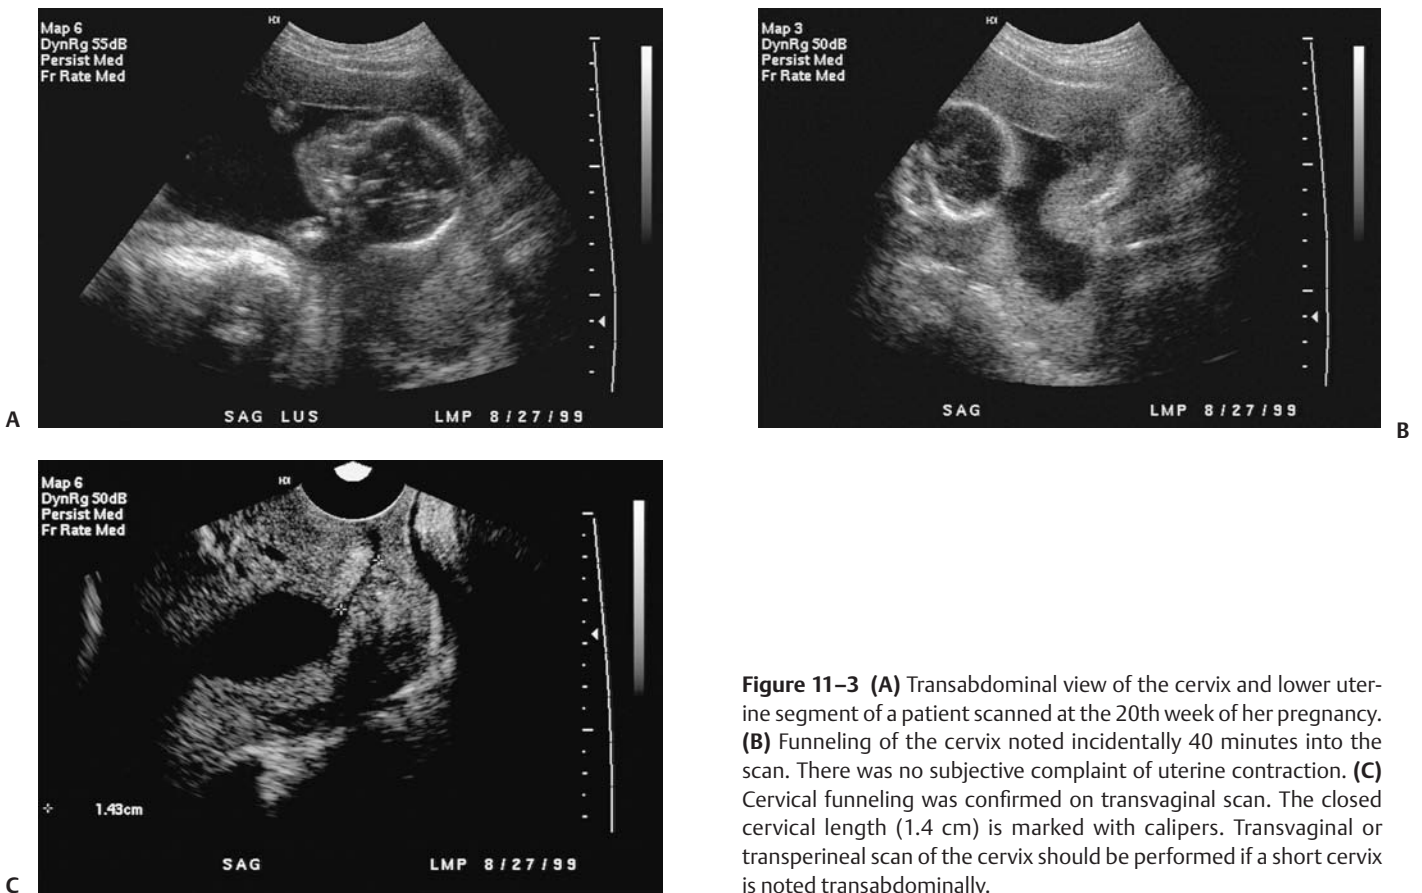 Map 6
DynRg 55dB
Persist Med
Fr Rate Med
SAG LUS LMP 8/27/99
A
Map 3
DynRg 50dB
Persist Med
Fr Rate Med
SAG LMP 8/27/99
B
Map 6
DynRg 50dB
Persist Med
Fr Rate Med
1.43cm
SAG LMP 8/27/99
C
Figure 11–3 (A) Transabdominal view of the cervix and lower uter-
ine segment of a patient scanned at the 20th week of her pregnancy.
(B) Funneling of the cervix noted incidentally 40 minutes into the
scan. There was no subjective complaint of uterine contraction. (C)
Cervical funneling was confirmed on transvaginal scan. The closed
cervical length (1.4 cm) is marked with calipers. Transvaginal or
transperineal scan of the cervix should be performed if a short cervix
is noted transabdominally.